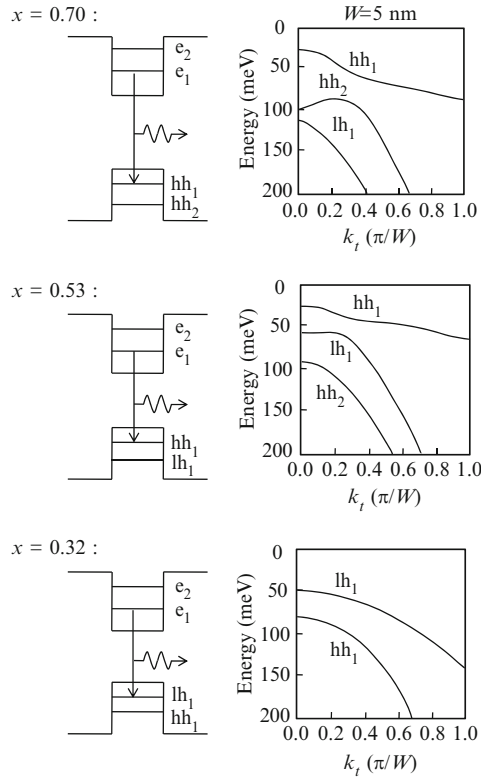 x = 0.70 :
e2
e1
hh1
hh2
W=5 nm
Energy (meV)
0
50
100
150
200
hh1
hh2
lh1
0.0 0.2 0.4 0.6 0.8 1.0
kt (π/W)
x = 0.53 :
e2
e1
hh1
lh1
Energy (meV)
0
50
100
150
200
hh1
lh1
hh2
0.0 0.2 0.4 0.6 0.8 1.0
kt (π/W)
x = 0.32 :
e2
e1
lh1
hh1
Energy (meV)
0
50
100
150
200
lh1
hh1
0.0 0.2 0.4 0.6 0.8 1.0
kt (π/W)